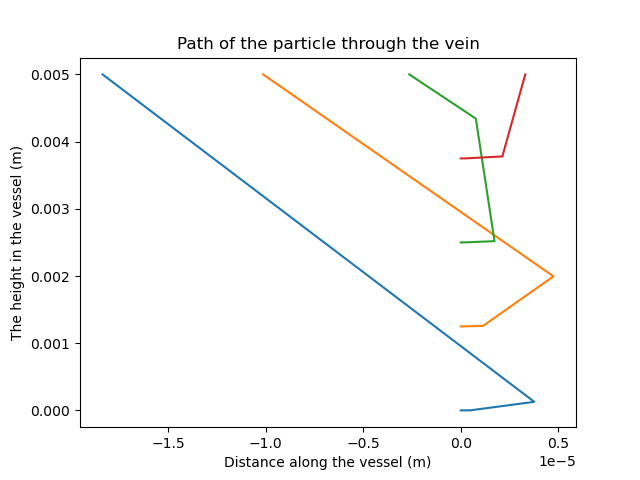 Path of the particle through the vein
0.005
0.004
0.003
0.002
0.001
0.000
The height in the vessel (m)
−1.5
−1.0
−0.5
0.0
0.5
1e−5
Distance along the vessel (m)